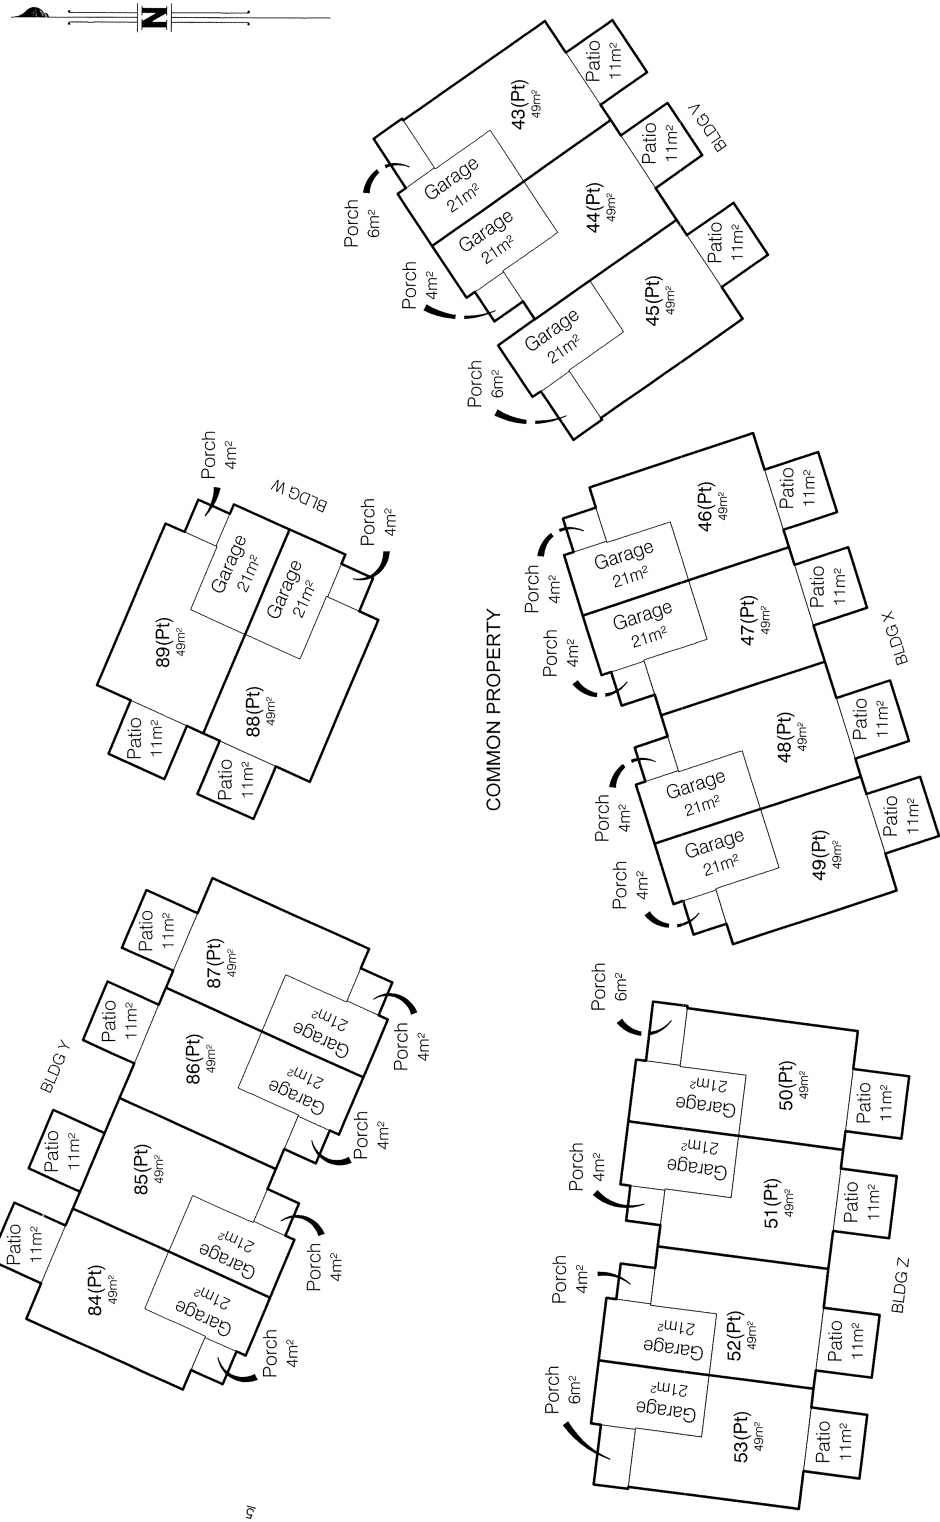 N
43(Pt)
49m²
Patio
11m²
Garage
21m²
Porch
6m²
BLDG V
44(Pt)
49m²
Patio
11m²
Garage
21m²
Porch
4m²
45(Pt)
49m²
Patio
11m²
Garage
21m²
Porch
6m²
BLDG W
89(Pt)
49m²
Porch
4m²
Garage
21m²
Patio
11m²
88(Pt)
49m²
Porch
4m²
Garage
21m²
Patio
11m²
COMMON PROPERTY
46(Pt)
49m²
Patio
11m²
Garage
21m²
Porch
4m²
47(Pt)
49m²
Patio
11m²
Garage
21m²
Porch
4m²
BLDG X
48(Pt)
49m²
Patio
11m²
Garage
21m²
Porch
4m²
49(Pt)
49m²
Patio
11m²
Garage
21m²
Porch
4m²
87(Pt)
49m²
Patio
11m²
Garage
21m²
Porch
4m²
86(Pt)
49m²
Patio
11m²
Garage
21m²
Porch
4m²
BLDG Y
85(Pt)
49m²
Patio
11m²
Garage
21m²
Porch
4m²
84(Pt)
49m²
Patio
11m²
Garage
21m²
Porch
4m²
50(Pt)
49m²
Patio
11m²
Garage
21m²
Porch
6m²
51(Pt)
49m²
Patio
11m²
Garage
21m²
Porch
4m²
BLDG Z
52(Pt)
49m²
Patio
11m²
Garage
21m²
Porch
4m²
53(Pt)
49m²
Patio
11m²
Garage
21m²
Porch
6m²